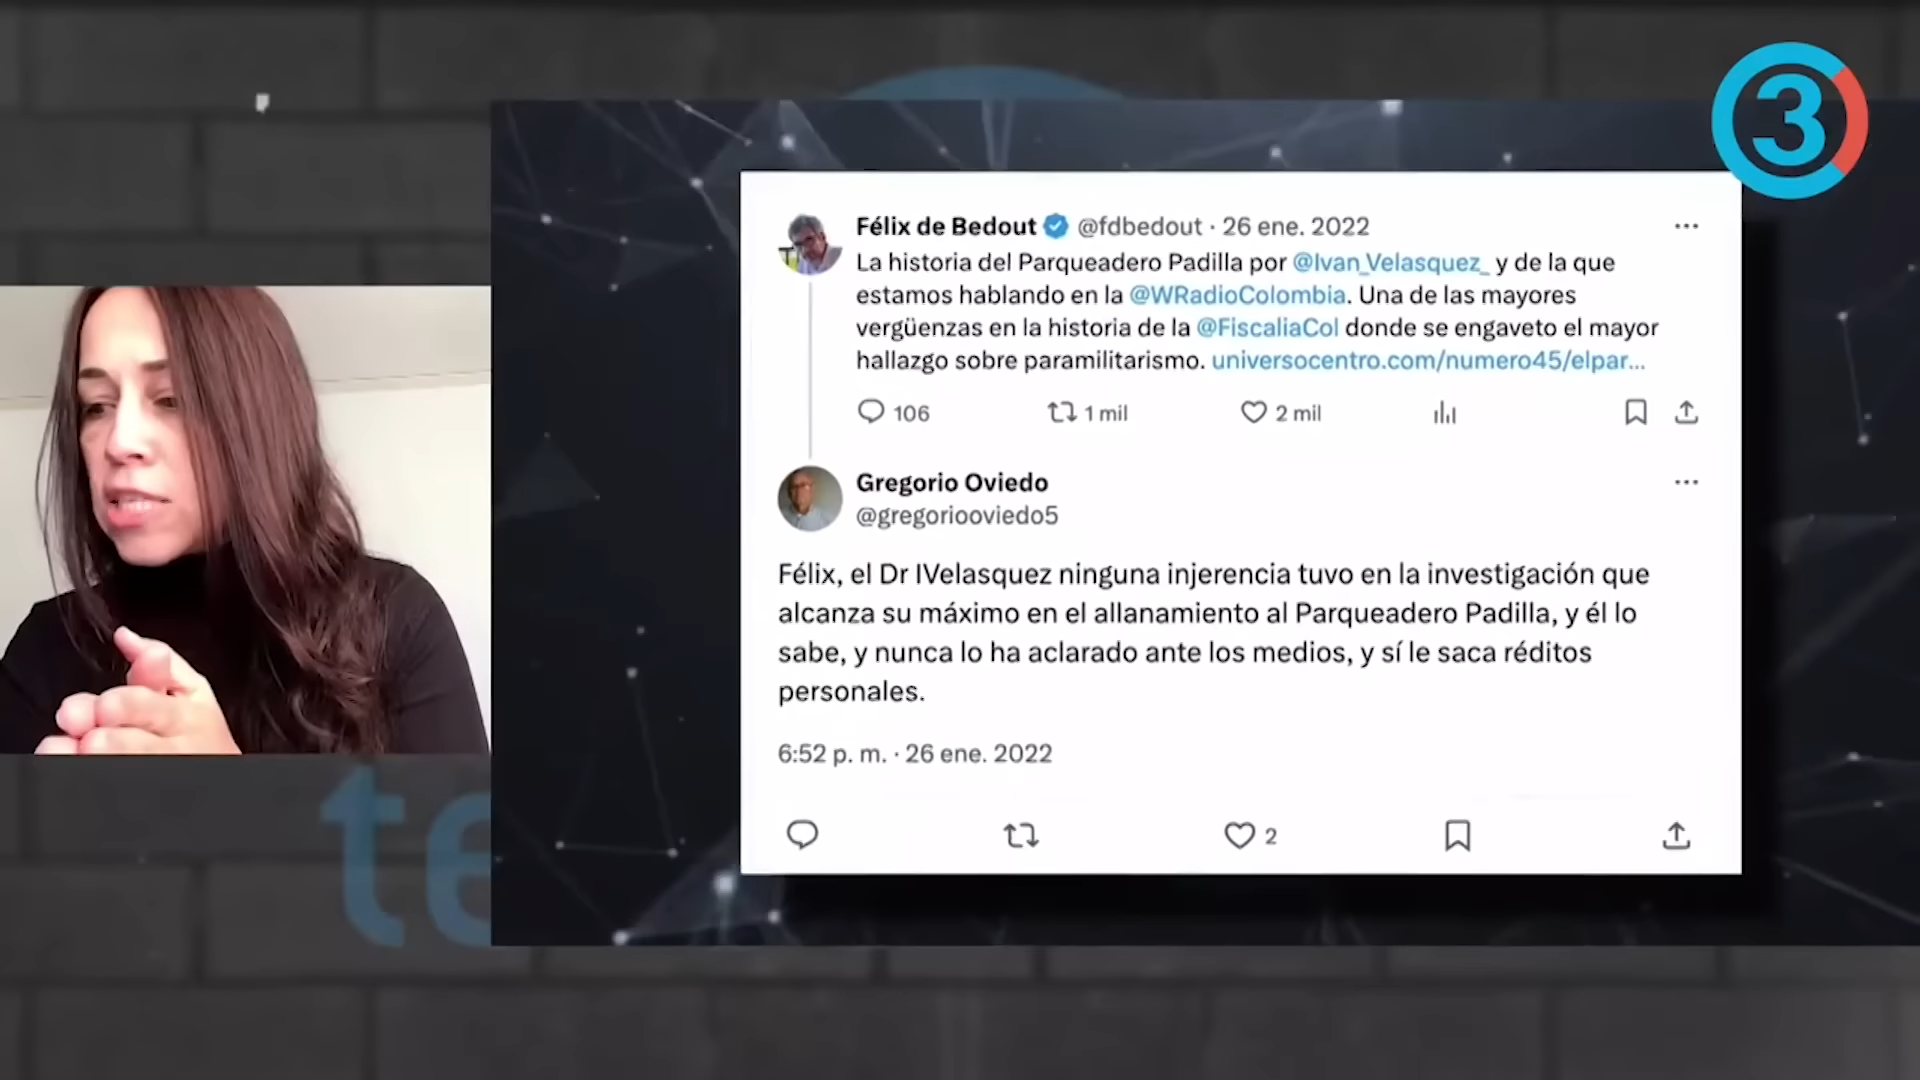 3
Félix de Bedout @fdbedout · 26 ene. 2022
La historia del Parqueadero Padilla por @Ivan_Velasquez_ y de la que
estamos hablando en la @WRadioColombia. Una de las mayores
vergüenzas en la historia de la @FiscaliaCol donde se engaveto el mayor
hallazgo sobre paramilitarismo. universocentro.com/numero45/elpar...
106 1 mil 2 mil
Gregorio Oviedo
@gregoriooviedo5
Félix, el Dr IVelasquez ninguna injerencia tuvo en la investigación que
alcanza su máximo en el allanamiento al Parqueadero Padilla, y él lo
sabe, y nunca lo ha aclarado ante los medios, y sí le saca réditos
personales.
6:52 p. m. · 26 ene. 2022
2
te